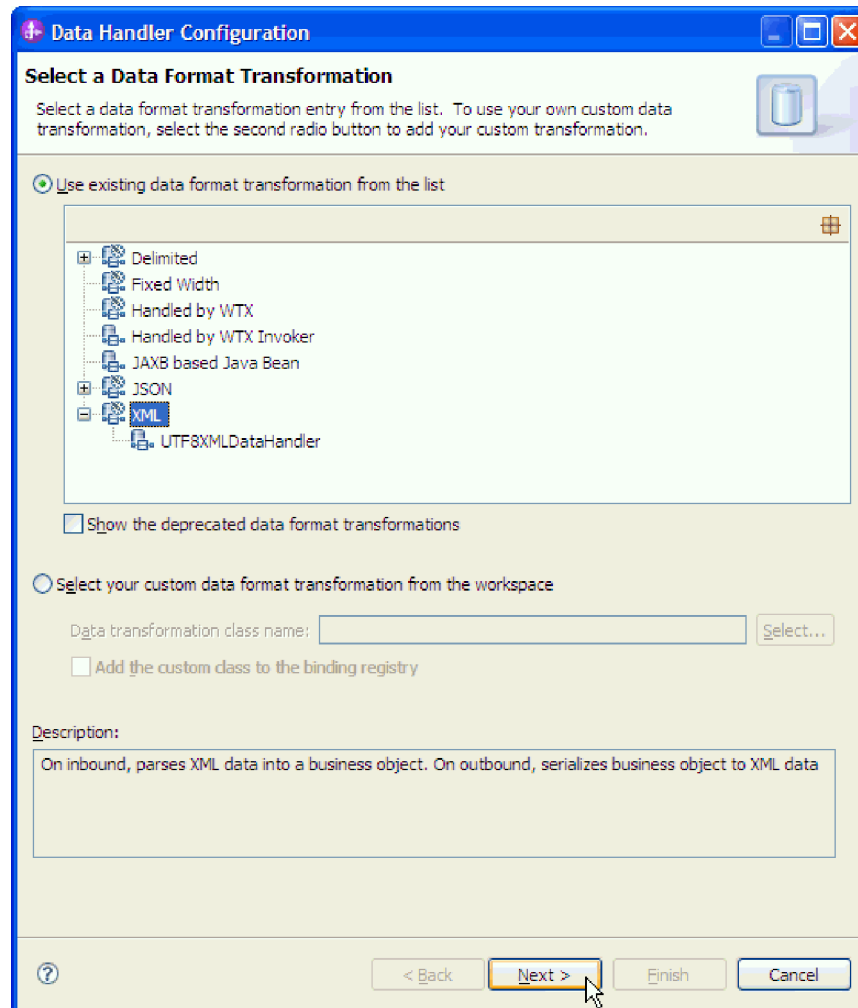 Data Handler Configuration
Select a Data Format Transformation
Select a data format transformation entry from the list. To use your own custom data
transformation, select the second radio button to add your custom transformation.
Use existing data format transformation from the list
Delimited
Fixed Width
Handled by WTX
Handled by WTX Invoker
JAXB based Java Bean
JSON
XML
UTF8XMLDataHandler
Show the deprecated data format transformations
Select your custom data format transformation from the workspace
Data transformation class name:
Select...
Add the custom class to the binding registry
Description:
On inbound, parses XML data into a business object. On outbound, serializes business object to XML data
< Back Next > Finish Cancel